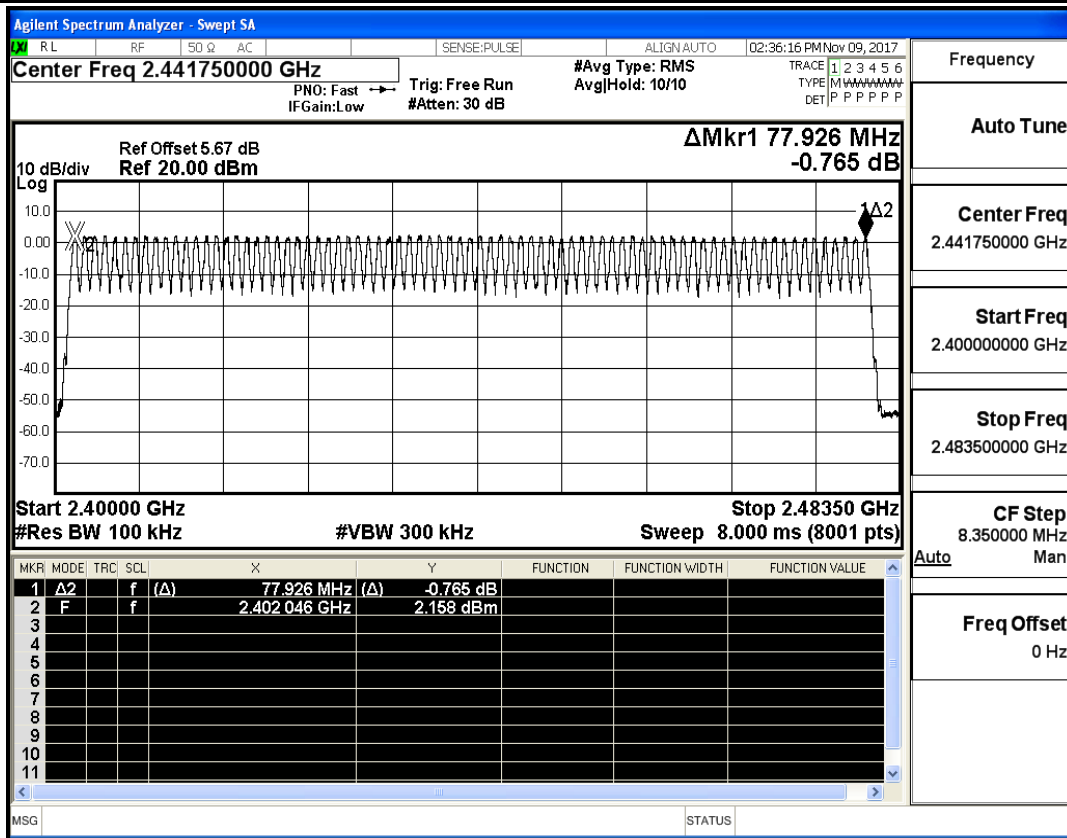 Agilent Spectrum Analyzer - Swept SA
LXI RL RF 50 Ω AC SENSE:PULSE ALIGN AUTO 02:36:16 PM Nov 09, 2017
Center Freq 2.441750000 GHz
PNO: Fast
IFGain:Low
Trig: Free Run
#Atten: 30 dB
#Avg Type: RMS
Avg|Hold: 10/10
TRACE 1 2 3 4 5 6
TYPE M
DET P P P P P P
ΔMkr1 77.926 MHz
-0.765 dB
Ref Offset 5.67 dB
10 dB/div Ref 20.00 dBm
Log
10.0
0.00
-10.0
-20.0
-30.0
-40.0
-50.0
-60.0
-70.0
2
1Δ2
Start 2.40000 GHz Stop 2.48350 GHz
#Res BW 100 kHz #VBW 300 kHz Sweep 8.000 ms (8001 pts)
MKR MODE TRC SCL X Y FUNCTION FUNCTION WIDTH FUNCTION VALUE
1 Δ2 f (Δ) 77.926 MHz (Δ) -0.765 dB
2 F f 2.402 046 GHz 2.158 dBm
3
4
5
6
7
8
9
10
11
MSG STATUS
Frequency
Auto Tune
Center Freq
2.441750000 GHz
Start Freq
2.400000000 GHz
Stop Freq
2.483500000 GHz
CF Step
8.350000 MHz
Auto Man
Freq Offset
0 Hz